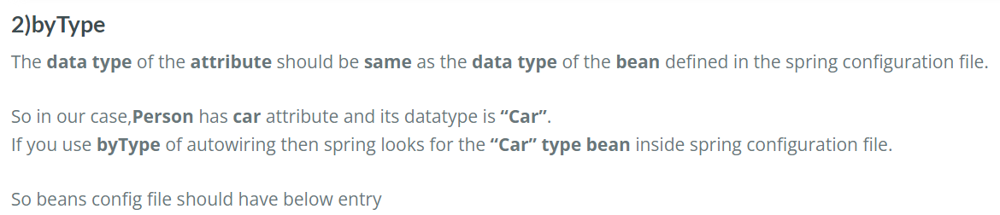 2)byType
The data type of the attribute should be same as the data type of the bean defined in the spring configuration file.
So in our case,Person has car attribute and its datatype is “Car”.
If you use byType of autowiring then spring looks for the “Car” type bean inside spring configuration file.
So beans config file should have below entry